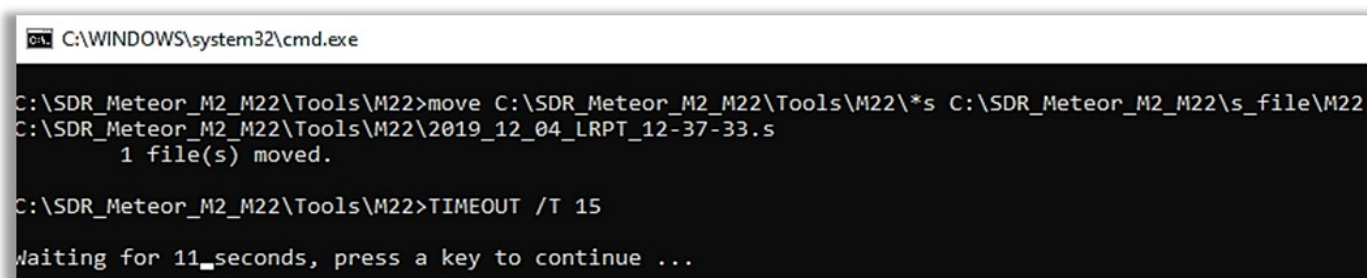 C:\WINDOWS\system32\cmd.exe
C:\SDR_Meteor_M2_M22\Tools\M22>move C:\SDR_Meteor_M2_M22\Tools\M22\*s C:\SDR_Meteor_M2_M22\s_file\M22
C:\SDR_Meteor_M2_M22\Tools\M22\2019_12_04_LRPT_12-37-33.s
1 file(s) moved.
C:\SDR_Meteor_M2_M22\Tools\M22>TIMEOUT /T 15
Waiting for 11 seconds, press a key to continue ...